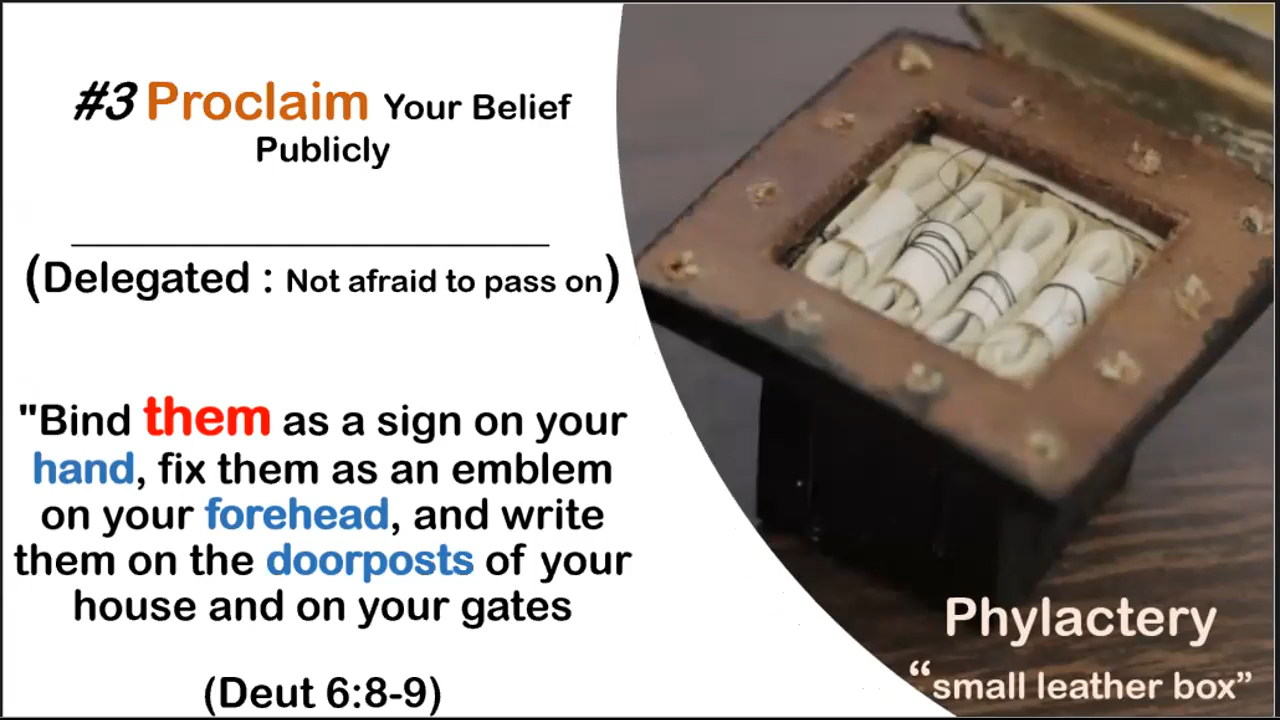 #3 Proclaim Your Belief
Publicly
(Delegated : Not afraid to pass on)
"Bind them as a sign on your
hand, fix them as an emblem
on your forehead, and write
them on the doorposts of your
house and on your gates
(Deut 6:8-9)
Phylactery
“small leather box”